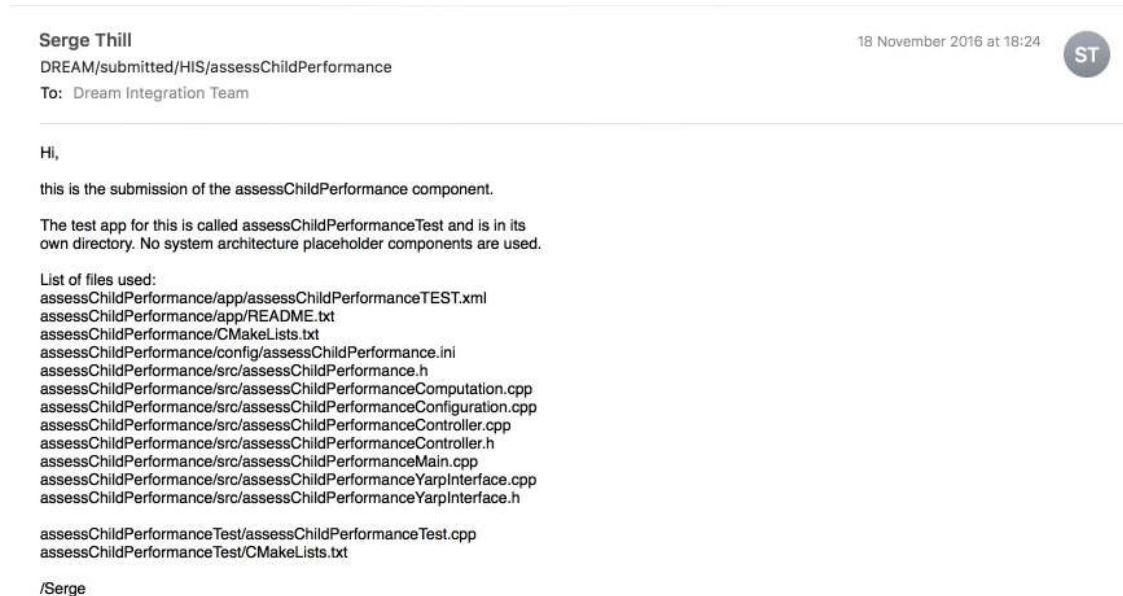 Serge Thill
18 November 2016 at 18:24
ST
DREAM/submitted/HIS/assessChildPerformance
To: Dream Integration Team
Hi,
this is the submission of the assessChildPerformance component.
The test app for this is called assessChildPerformanceTest and is in its
own directory. No system architecture placeholder components are used.
List of files used:
assessChildPerformance/app/assessChildPerformanceTEST.xml
assessChildPerformance/app/README.txt
assessChildPerformance/CMakeLists.txt
assessChildPerformance/config/assessChildPerformance.ini
assessChildPerformance/src/assessChildPerformance.h
assessChildPerformance/src/assessChildPerformanceComputation.cpp
assessChildPerformance/src/assessChildPerformanceConfiguration.cpp
assessChildPerformance/src/assessChildPerformanceController.cpp
assessChildPerformance/src/assessChildPerformanceController.h
assessChildPerformance/src/assessChildPerformanceMain.cpp
assessChildPerformance/src/assessChildPerformanceYarpInterface.cpp
assessChildPerformance/src/assessChildPerformanceYarpInterface.h
assessChildPerformanceTest/assessChildPerformanceTest.cpp
assessChildPerformanceTest/CMakeLists.txt
/Serge